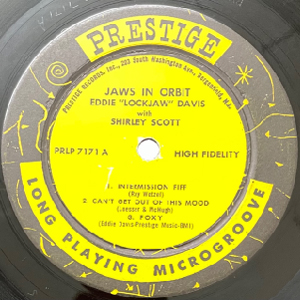 PRESTIGE
PRESTIGE RECORDS, Inc., 203 South Washington Ave., Bergenfield, N.J.
JAWS IN ORBIT
EDDIE "LOCKJAW" DAVIS
with
SHIRLEY SCOTT
PRLP 7171 A HIGH FIDELITY
1. INTERMISSION RIFF
(Ray Wetzel)
2. CAN'T GET OUT OF THIS MOOD
(Loesser & McHugh)
3. FOXY
(Eddie Davis-Prestige Music-BMI)
LONG PLAYING MICROGROOVE